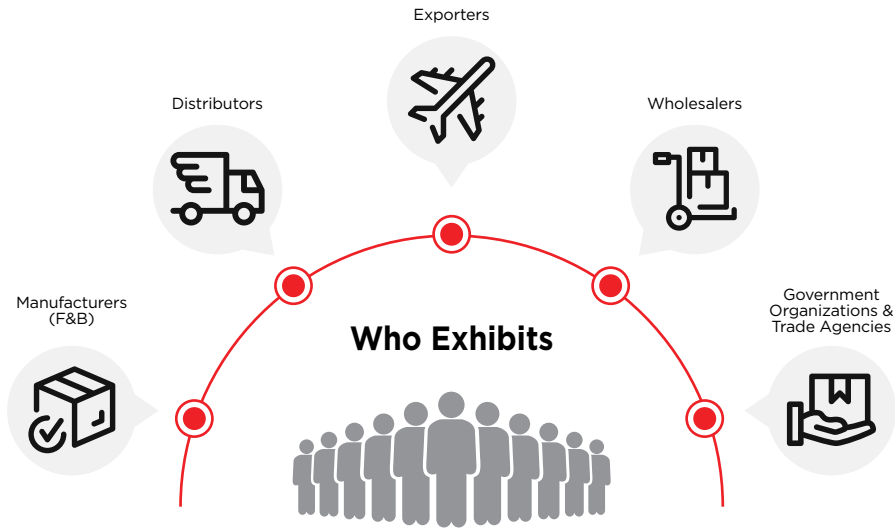 Exporters
Distributors
Wholesalers
Manufacturers
(F&B)
Government
Organizations &
Trade Agencies
Who Exhibits